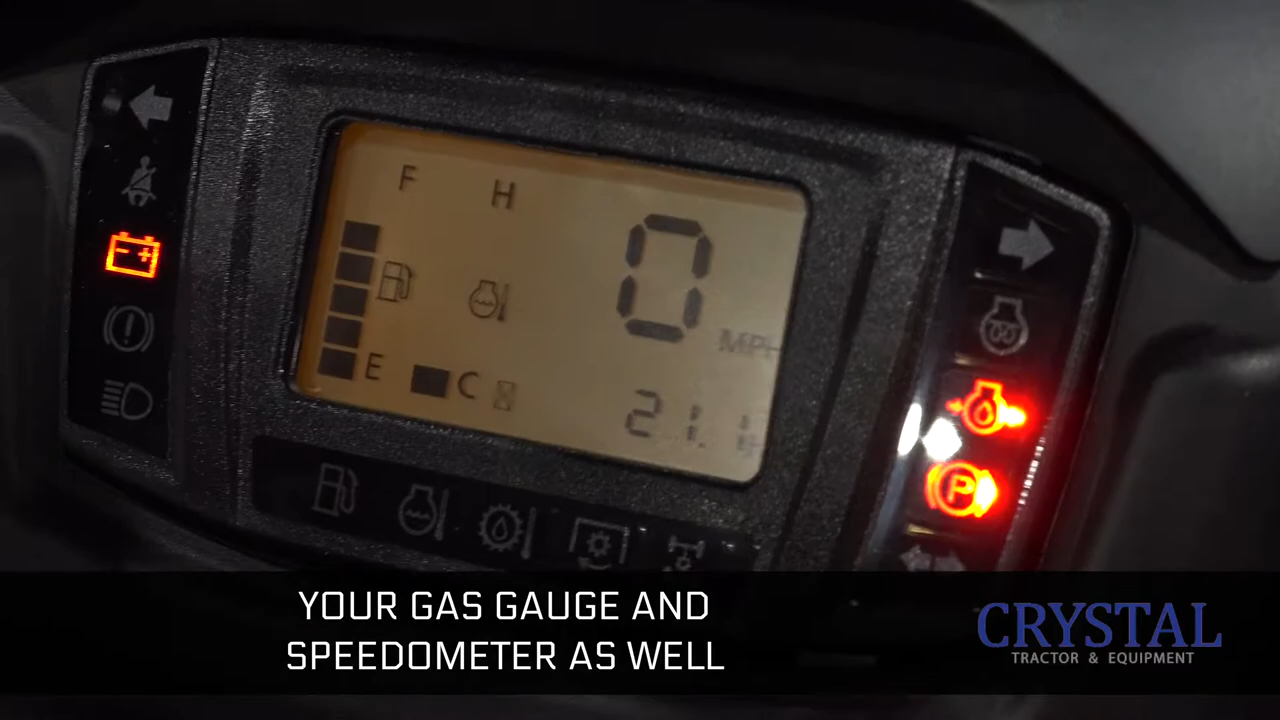 F
H
0
MPH
E
C
P
YOUR GAS GAUGE AND
SPEEDOMETER AS WELL
CRYSTAL
TRACTOR & EQUIPMENT